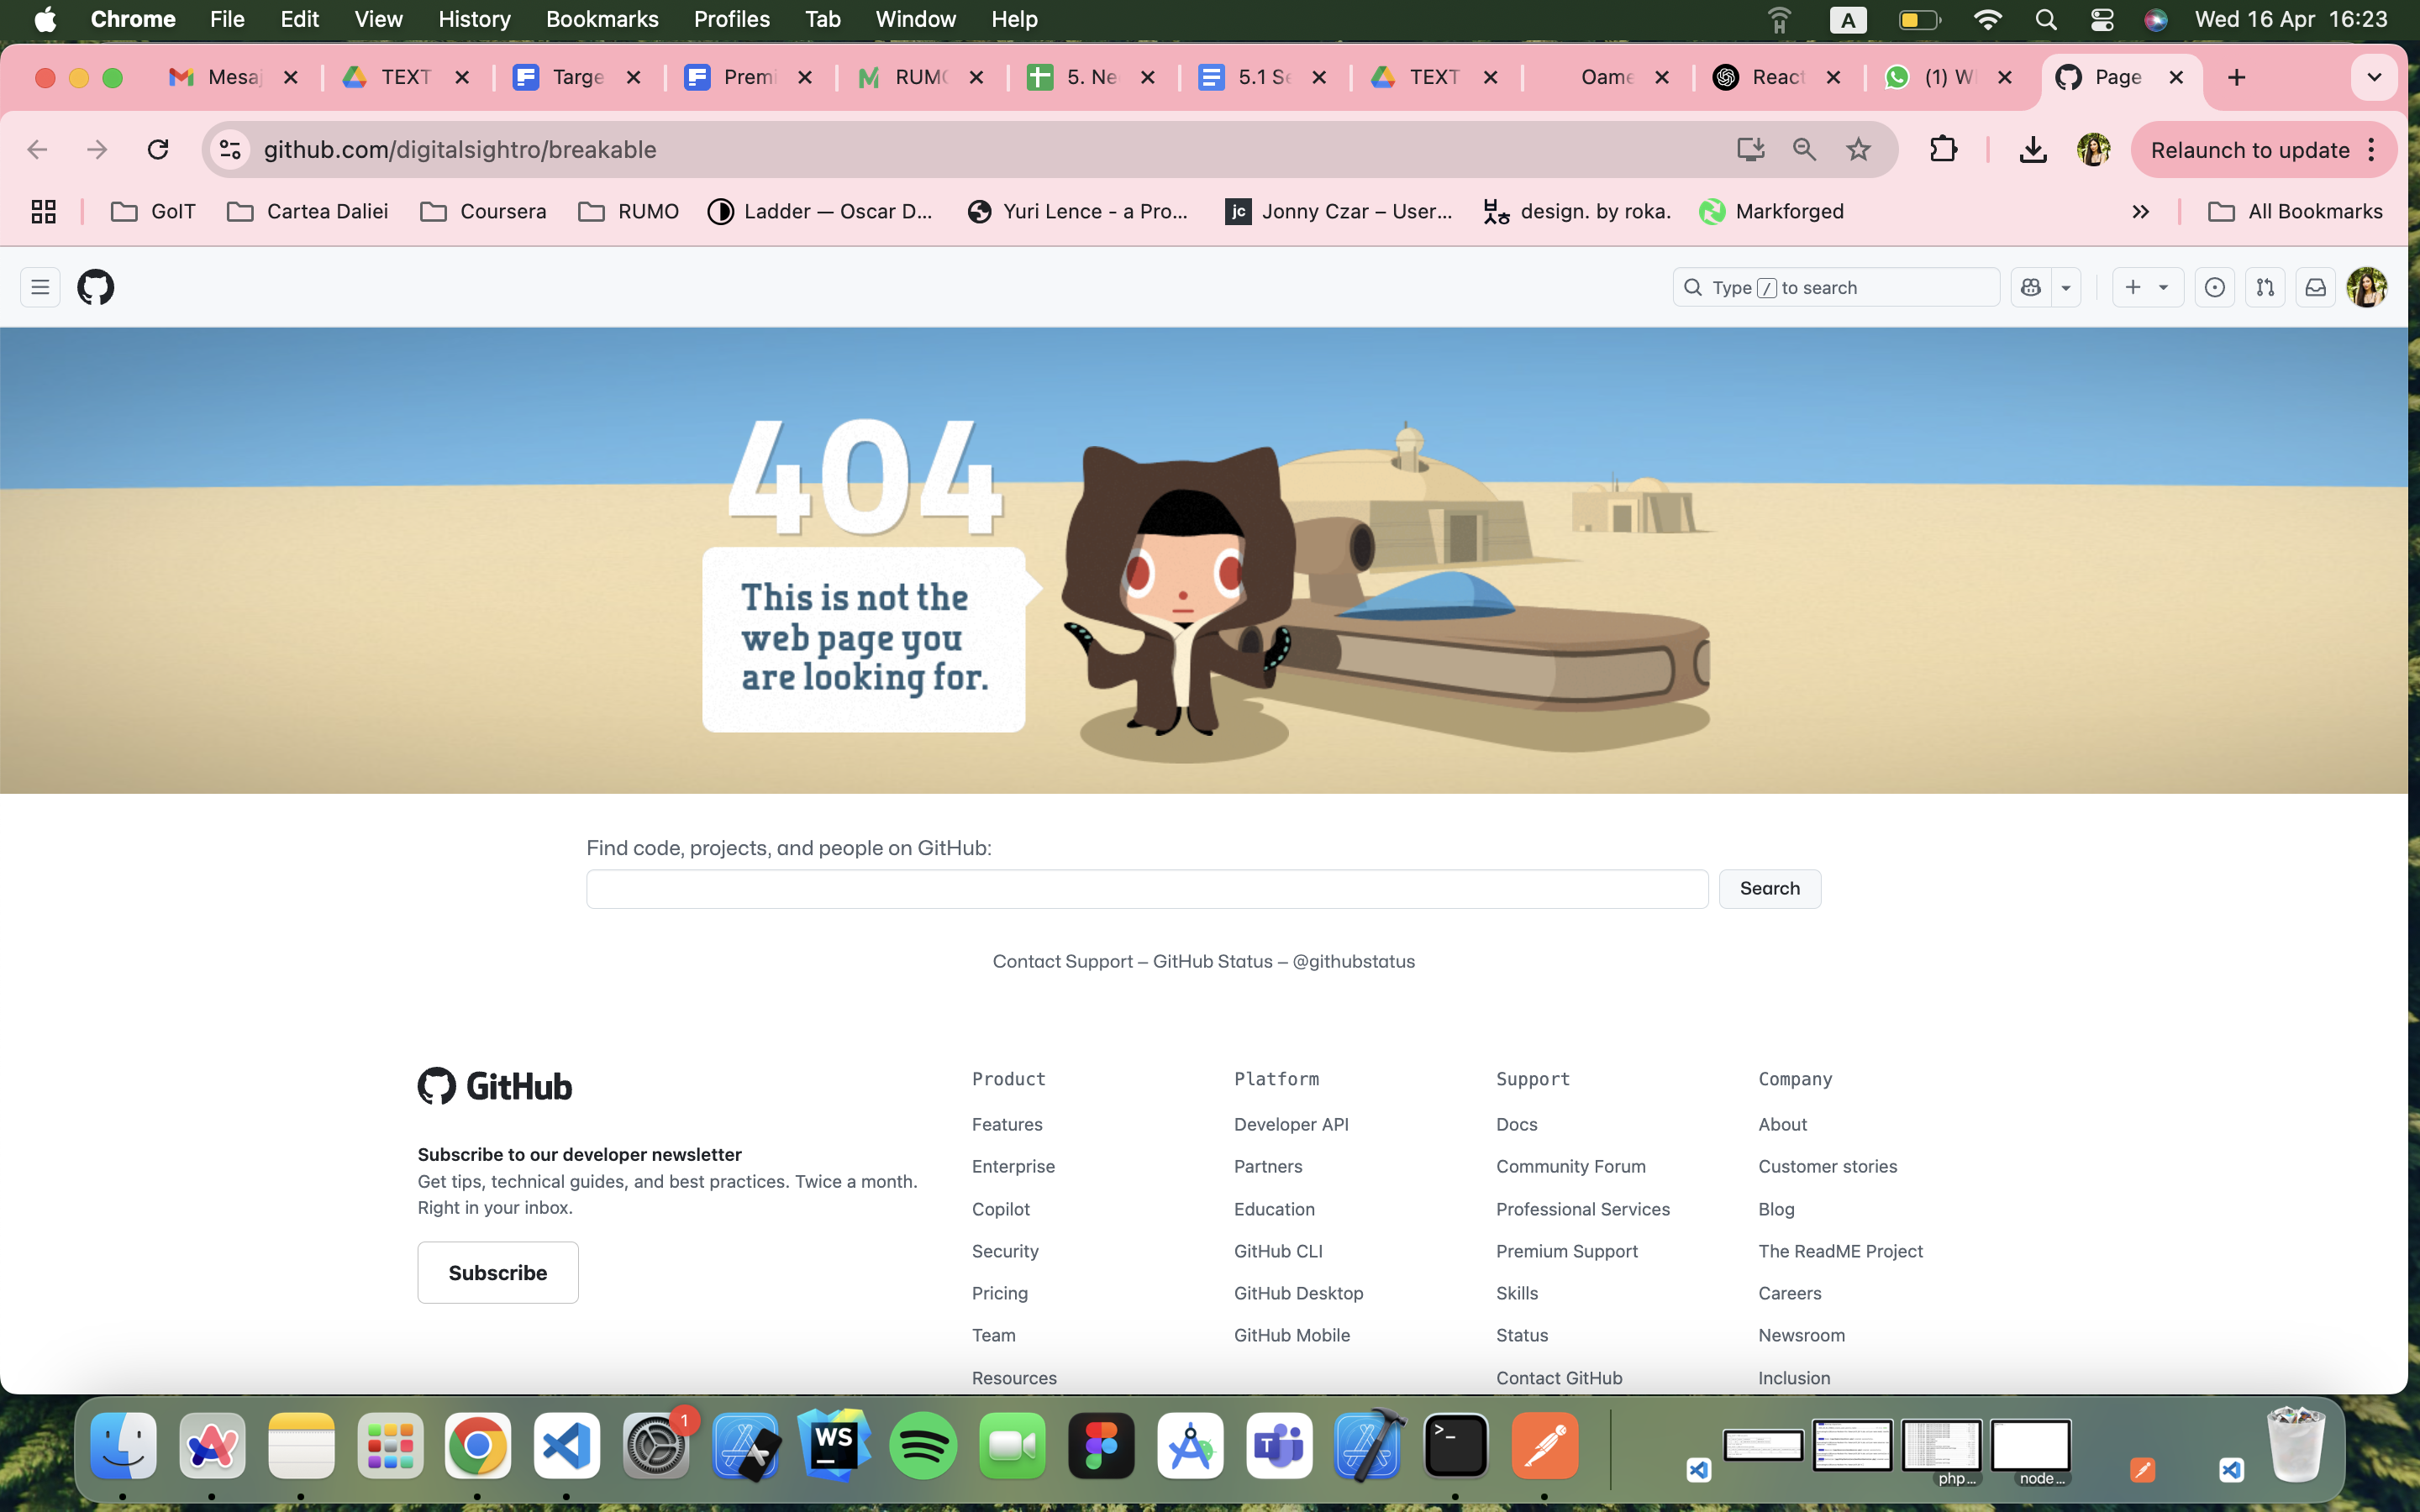 Chrome File Edit View History Bookmarks Profiles Tab Window Help A Wed 16 Apr 16:23
Mesaj TEXT Targe Premi RUMO 5. Ne 5.1 Se TEXT Oame React (1) W Page
github.com/digitalsightro/breakable Relaunch to update
GoIT Cartea Daliei Coursera RUMO Ladder — Oscar D... Yuri Lence - a Pro... jc Jonny Czar – User... design. by roka. Markforged All Bookmarks
Type / to search
404
This is not the
web page you
are looking for.
Find code, projects, and people on GitHub:
Search
Contact Support — GitHub Status — @githubstatus
GitHub
Subscribe to our developer newsletter
Get tips, technical guides, and best practices. Twice a month.
Right in your inbox.
Subscribe
Product
Features
Enterprise
Copilot
Security
Pricing
Team
Resources
Platform
Developer API
Partners
Education
GitHub CLI
GitHub Desktop
GitHub Mobile
Support
Docs
Community Forum
Professional Services
Premium Support
Skills
Status
Contact GitHub
Company
About
Customer stories
Blog
The ReadME Project
Careers
Newsroom
Inclusion
1
WS
T
php...
node...